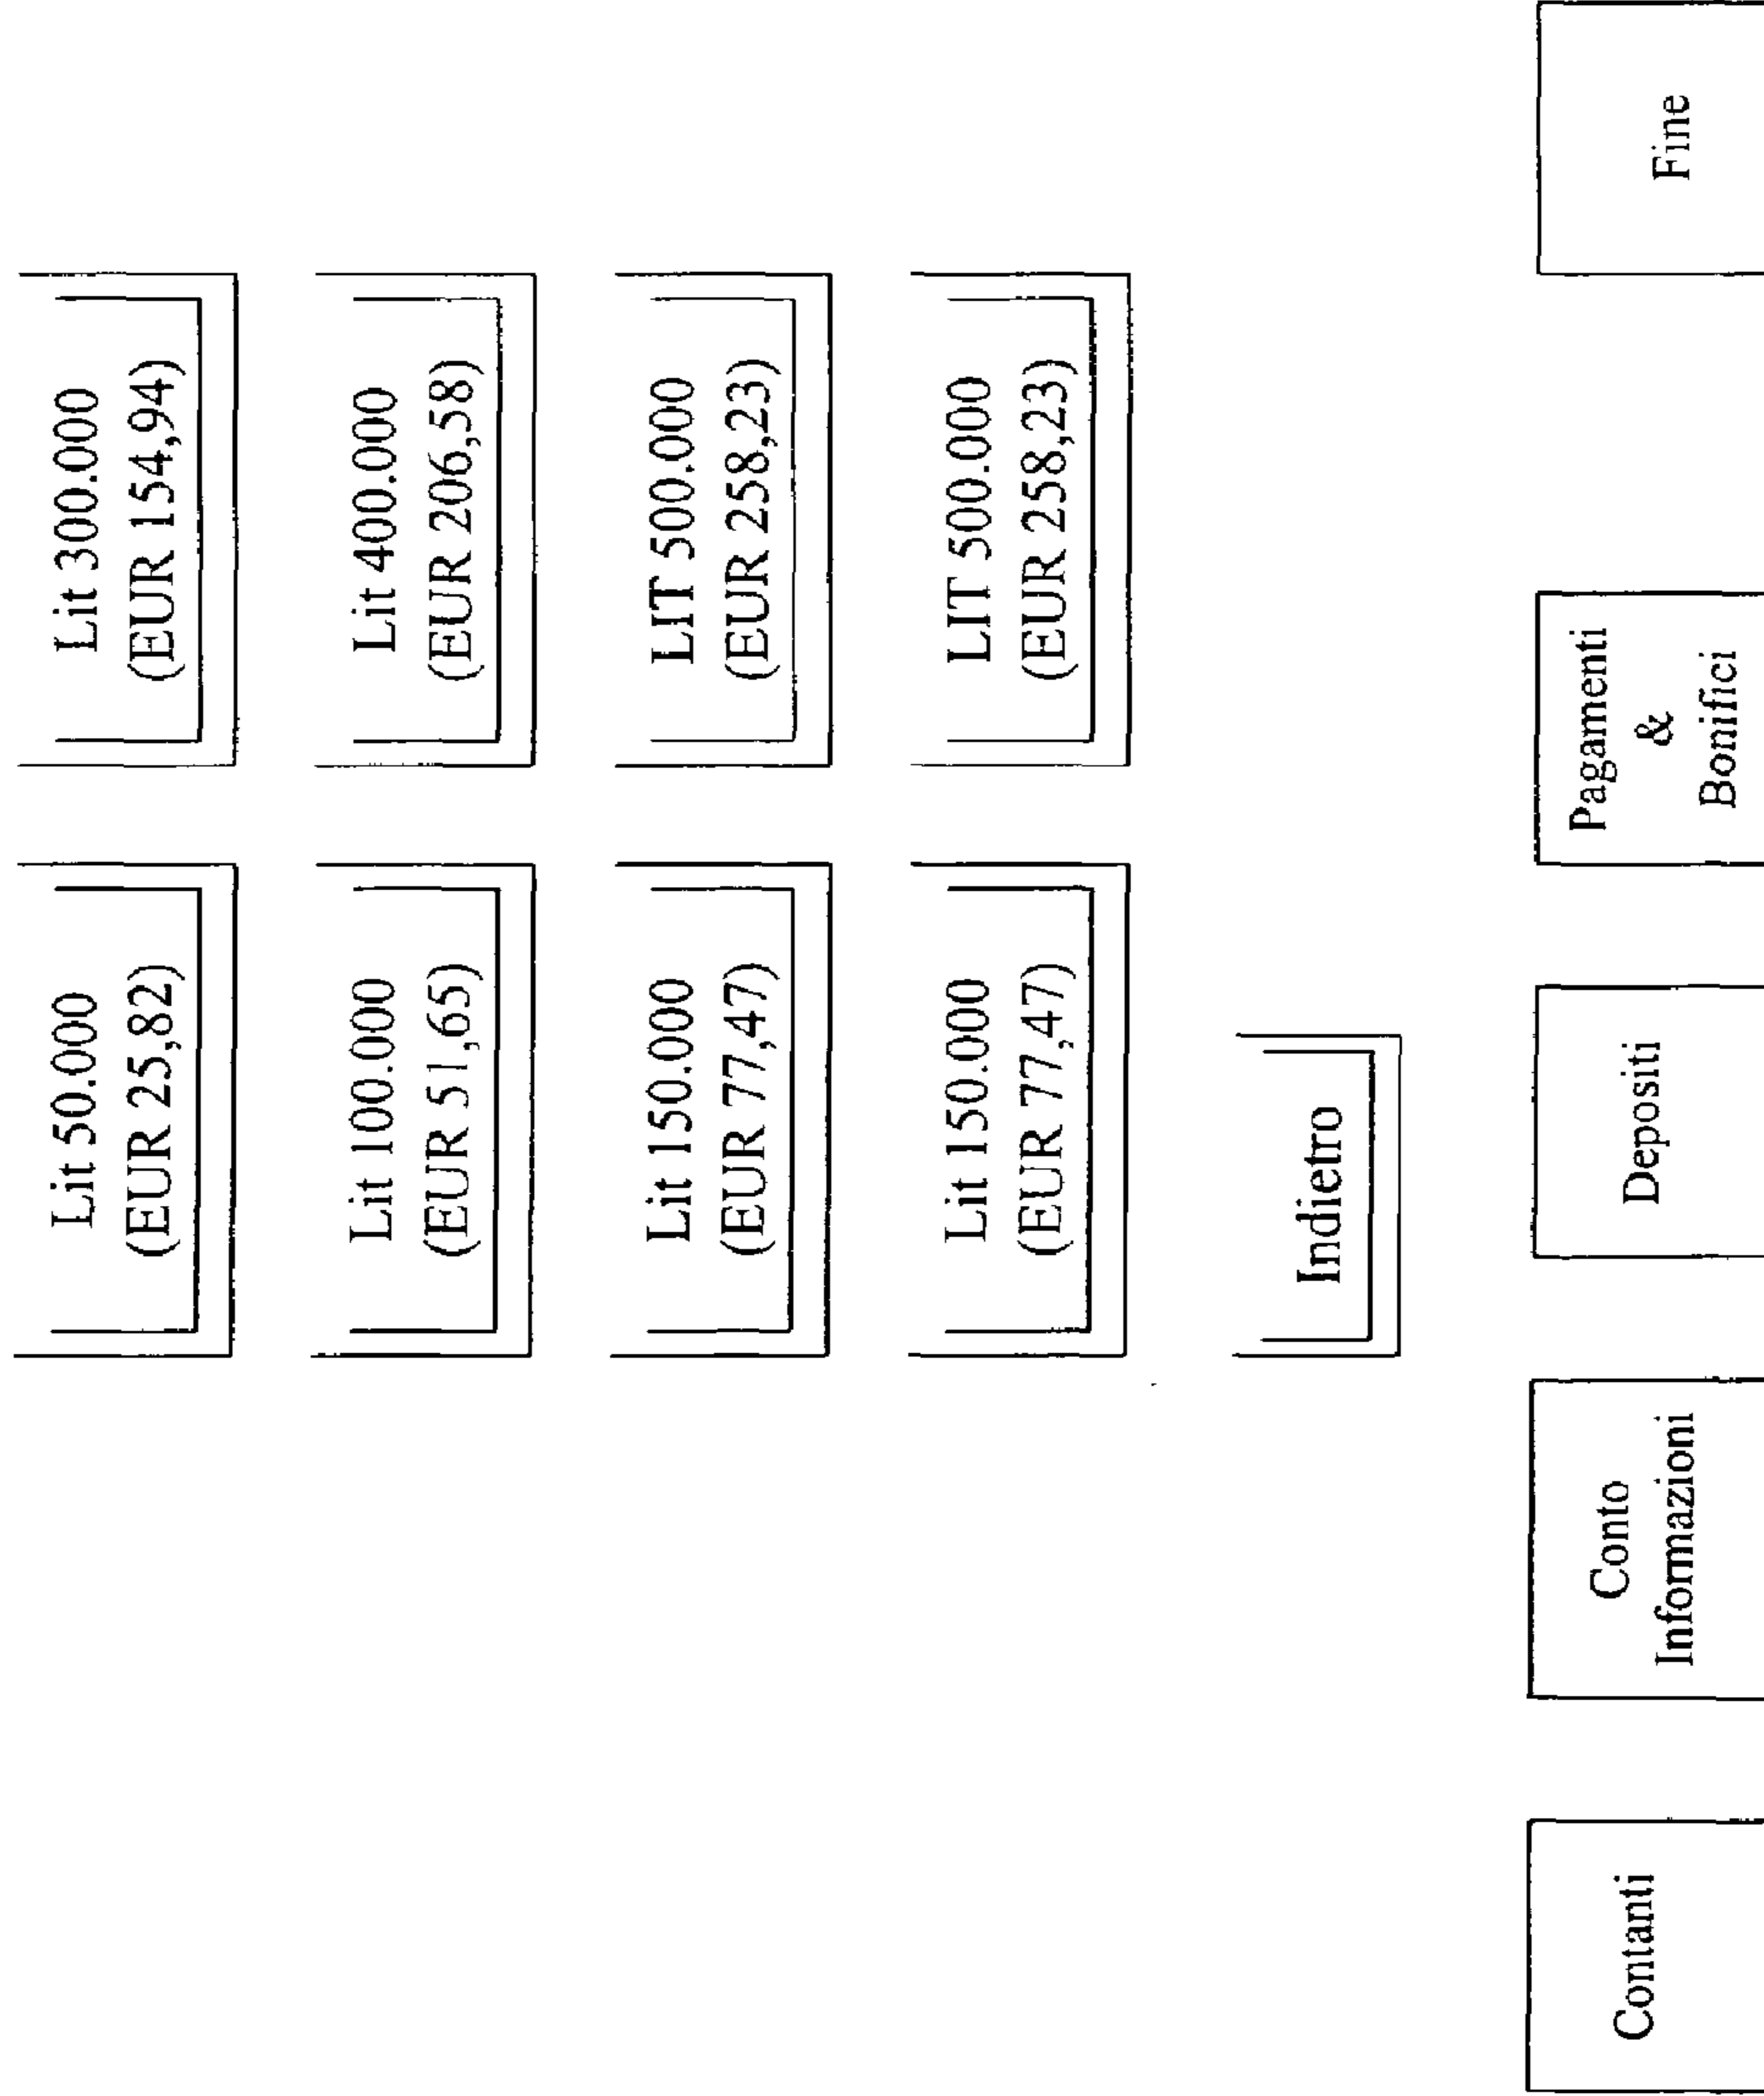 Lit 50.000
(EUR 25,82)
Lit 300.000
(EUR 154,94)
Lit 100.000
(EUR 51,65)
Lit 400.000
(EUR 206,58)
Lit 150.000
(EUR 77,47)
LIT 500.000
(EUR 258,23)
Lit 150.000
(EUR 77,47)
LIT 500.000
(EUR 258,23)
Indietro
Contanti
Conto
Informazioni
Depositi
Pagamenti
&
Bonifici
Fine